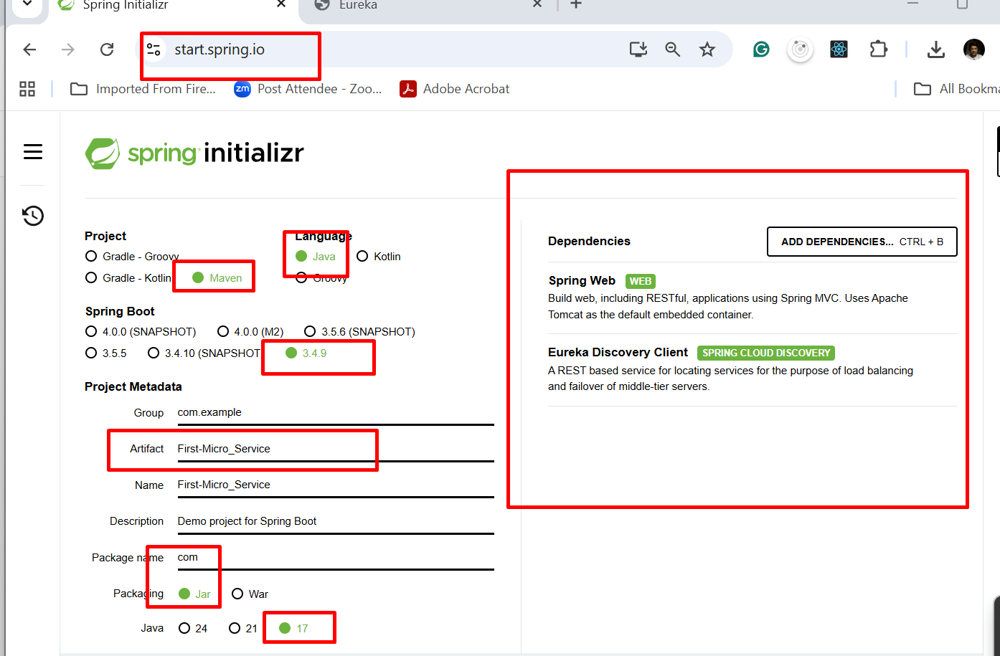 Spring Initializr
Eureka
start.spring.io
Imported From Fire...
zm
Post Attendee - Zoo...
Adobe Acrobat
All Bookma
spring initializr
Project
Language
Gradle - Groovy
Java
Kotlin
Gradle - Kotlin
Maven
Groovy
Spring Boot
4.0.0 (SNAPSHOT)
4.0.0 (M2)
3.5.6 (SNAPSHOT)
3.5.5
3.4.10 (SNAPSHOT
3.4.9
Project Metadata
Group
com.example
Artifact
First-Micro_Service
Name
First-Micro_Service
Description
Demo project for Spring Boot
Package name
com
Packaging
Jar
War
Java
24
21
17
Dependencies
ADD DEPENDENCIES... CTRL + B
Spring Web
WEB
Build web, including RESTful, applications using Spring MVC. Uses Apache
Tomcat as the default embedded container.
Eureka Discovery Client
SPRING CLOUD DISCOVERY
A REST based service for locating services for the purpose of load balancing
and failover of middle-tier servers.